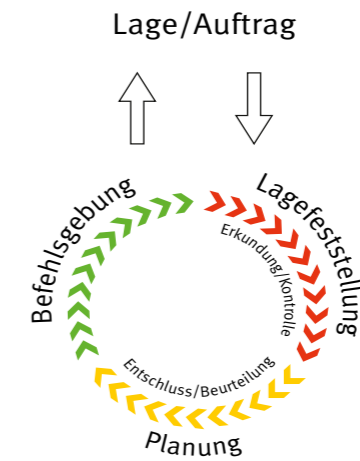 Lage/Auftrag
Befehlsgebung
Lagefeststellung
Erkundung/Kontrolle
Entschluss/Beurteilung
Planung